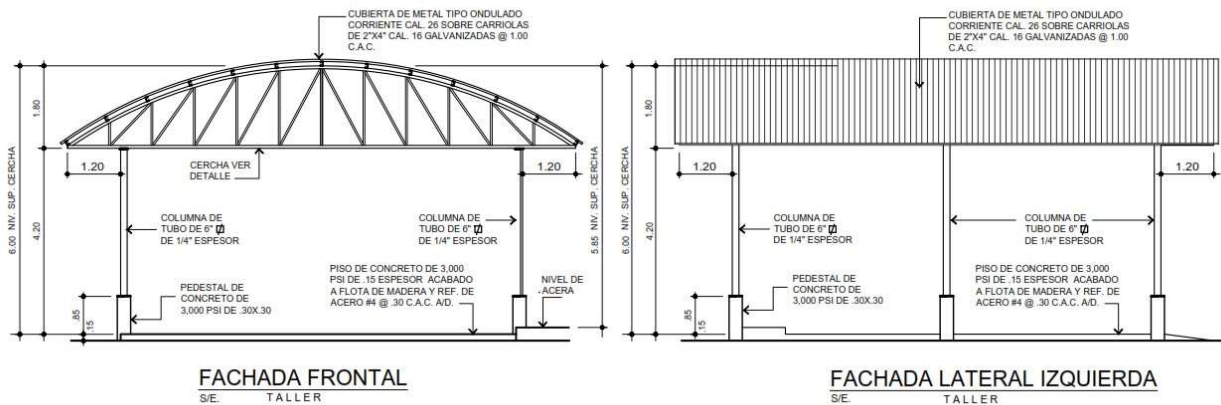 CUBIERTA DE METAL TIPO ONDULADO
CORRIENTE CAL. 26 SOBRE CARRIOLAS
DE 2"X4" CAL. 16 GALVANIZADAS @ 1.00
C.A.C.
1.80
4.20
6.00 NIV. SUP. CERCHA
1.20
CERCHA VER
DETALLE
1.20
5.85 NIV. SUP. CERCHA
COLUMNA DE
TUBO DE 6"
DE 1/4" ESPESOR
COLUMNA DE
TUBO DE 6"
DE 1/4" ESPESOR
PEDESTAL DE
CONCRETO DE
3,000 PSI DE .30X.30
PISO DE CONCRETO DE 3,000
PSI DE .15 ESPESOR ACABADO
A FLOTA DE MADERA Y REF. DE
ACERO #4 @ .30 C.A.C. A/D.
NIVEL DE
ACERA
.85
.15
FACHADA FRONTAL
S/E. TALLER
CUBIERTA DE METAL TIPO ONDULADO
CORRIENTE CAL. 26 SOBRE CARRIOLAS
DE 2"X4" CAL. 16 GALVANIZADAS @ 1.00
C.A.C.
1.80
4.20
6.00 NIV. SUP. CERCHA
1.20
1.20
COLUMNA DE
TUBO DE 6"
DE 1/4" ESPESOR
COLUMNA DE
TUBO DE 6"
DE 1/4" ESPESOR
PEDESTAL DE
CONCRETO DE
3,000 PSI DE .30X.30
PISO DE CONCRETO DE 3,000
PSI DE .15 ESPESOR ACABADO
A FLOTA DE MADERA Y REF. DE
ACERO #4 @ .30 C.A.C. A/D.
.85
.15
FACHADA LATERAL IZQUIERDA
S/E. TALLER